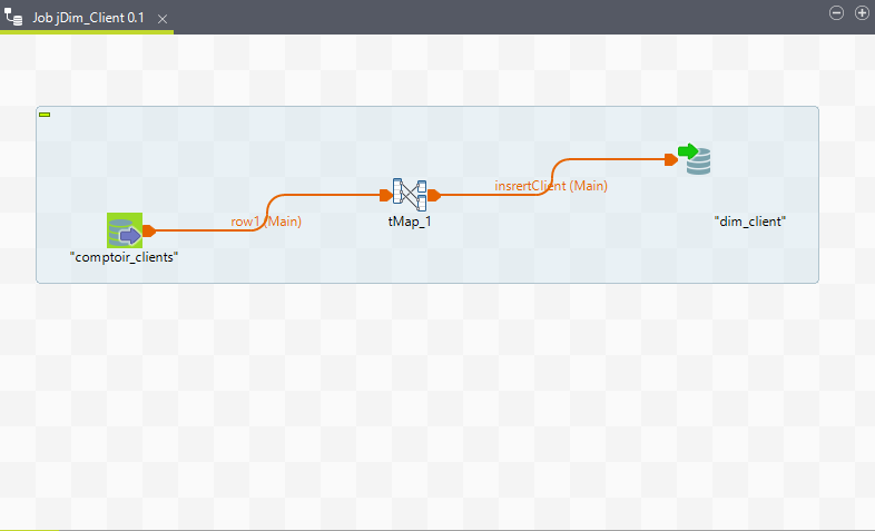 Job jDim_Client 0.1
insrertClient (Main)
row1 (Main)
tMap_1
"dim_client"
"comptoir_clients"